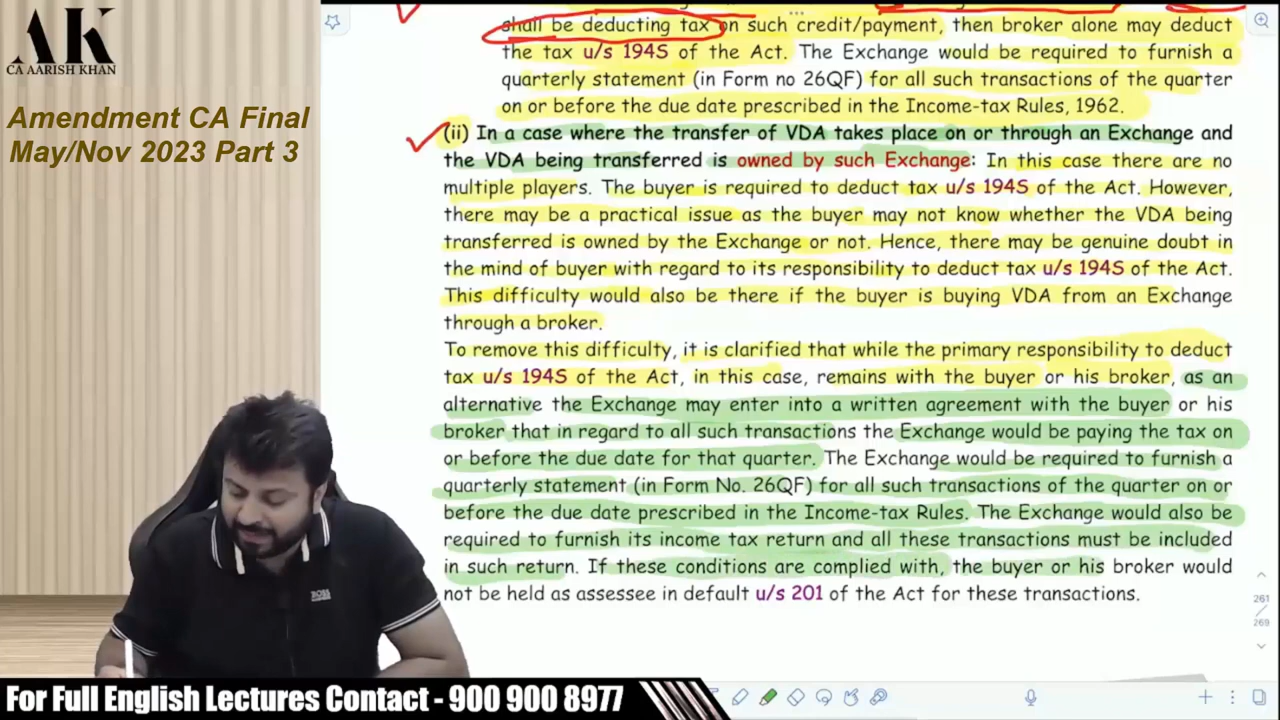 AK
CA AARISH KHAN
Amendment CA Final
May/Nov 2023 Part 3
shall be deducting tax on such credit/payment, then broker alone may deduct
the tax u/s 194S of the Act. The Exchange would be required to furnish a
quarterly statement (in Form no 26QF) for all such transactions of the quarter
on or before the due date prescribed in the Income-tax Rules, 1962.
(ii) In a case where the transfer of VDA takes place on or through an Exchange and
the VDA being transferred is owned by such Exchange: In this case there are no
multiple players. The buyer is required to deduct tax u/s 194S of the Act. However,
there may be a practical issue as the buyer may not know whether the VDA being
transferred is owned by the Exchange or not. Hence, there may be genuine doubt in
the mind of buyer with regard to its responsibility to deduct tax u/s 194S of the Act.
This difficulty would also be there if the buyer is buying VDA from an Exchange
through a broker.
To remove this difficulty, it is clarified that while the primary responsibility to deduct
tax u/s 194S of the Act, in this case, remains with the buyer or his broker, as an
alternative the Exchange may enter into a written agreement with the buyer or his
broker that in regard to all such transactions the Exchange would be paying the tax on
or before the due date for that quarter. The Exchange would be required to furnish a
quarterly statement (in Form No. 26QF) for all such transactions of the quarter on or
before the due date prescribed in the Income-tax Rules. The Exchange would also be
required to furnish its income tax return and all these transactions must be included
in such return. If these conditions are complied with, the buyer or his broker would
not be held as assessee in default u/s 201 of the Act for these transactions.
261
/
269
BOSS
For Full English Lectures Contact - 900 900 8977